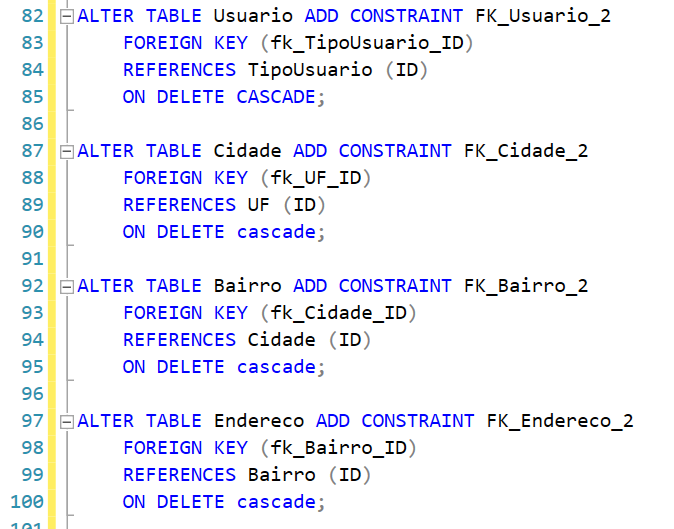 82 ALTER TABLE Usuario ADD CONSTRAINT FK_Usuario_2
83 FOREIGN KEY (fk_TipoUsuario_ID)
84 REFERENCES TipoUsuario (ID)
85 ON DELETE CASCADE;
86
87 ALTER TABLE Cidade ADD CONSTRAINT FK_Cidade_2
88 FOREIGN KEY (fk_UF_ID)
89 REFERENCES UF (ID)
90 ON DELETE cascade;
91
92 ALTER TABLE Bairro ADD CONSTRAINT FK_Bairro_2
93 FOREIGN KEY (fk_Cidade_ID)
94 REFERENCES Cidade (ID)
95 ON DELETE cascade;
96
97 ALTER TABLE Endereco ADD CONSTRAINT FK_Endereco_2
98 FOREIGN KEY (fk_Bairro_ID)
99 REFERENCES Bairro (ID)
100 ON DELETE cascade;
101